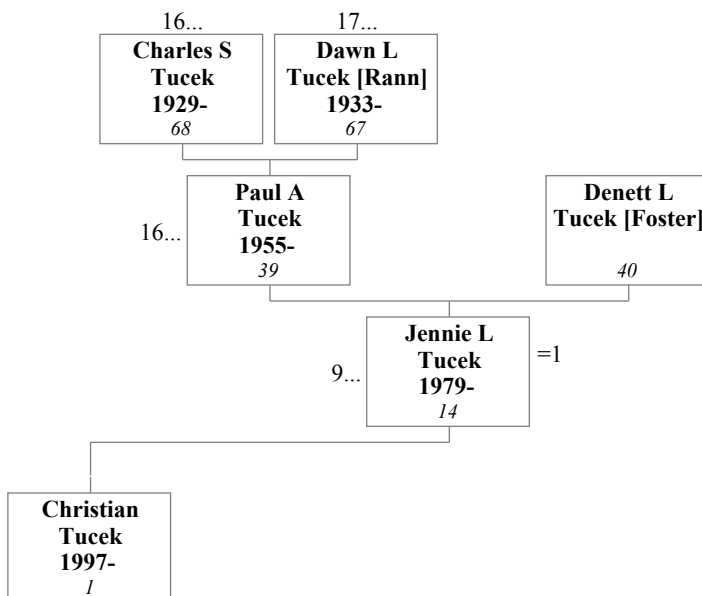 16...
17...
Charles S
Tucek
1929-
68
Dawn L
Tucek [Rann]
1933-
67
16...
Paul A
Tucek
1955-
39
Denett L
Tucek [Foster]
40
9...
Jennie L
Tucek
1979-
14
=1
Christian
Tucek
1997-
1